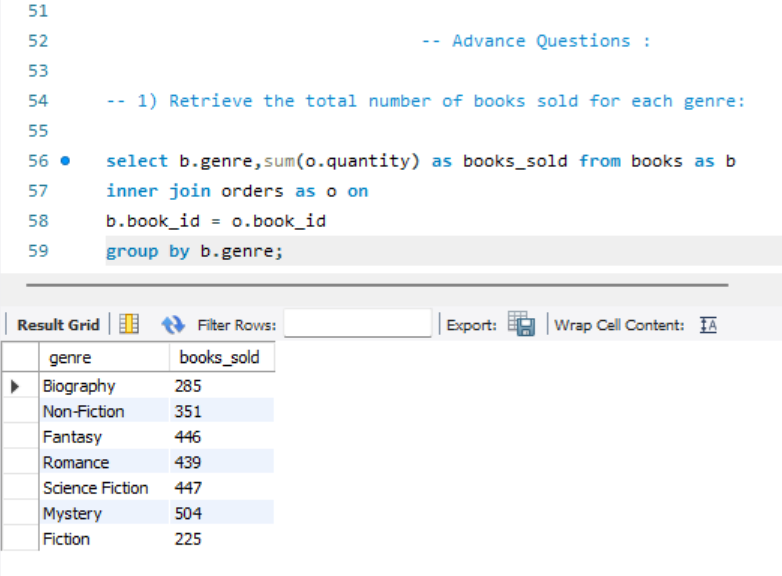 51
52 -- Advance Questions :
53
54 -- 1) Retrieve the total number of books sold for each genre:
55
56 select b.genre,sum(o.quantity) as books_sold from books as b
57 inner join orders as o on
58 b.book_id = o.book_id
59 group by b.genre;
Result Grid Filter Rows: Export: Wrap Cell Content: IA
genre books_sold
Biography 285
Non-Fiction 351
Fantasy 446
Romance 439
Science Fiction 447
Mystery 504
Fiction 225